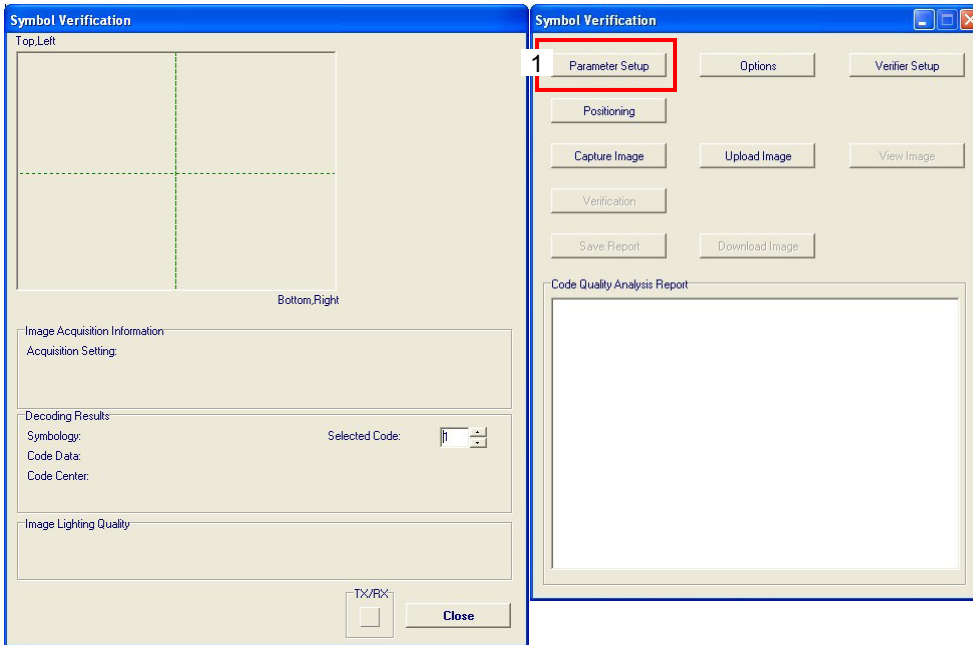 Symbol Verification
Top,Left
Bottom,Right
Image Acquisition Information
Acquisition Setting:
Decoding Results
Symbology:
Selected Code: 1
Code Data:
Code Center:
Image Lighting Quality
TX/RX
Close
Symbol Verification
1
Parameter Setup Options Verifier Setup
Positioning
Capture Image Upload Image View Image
Verification
Save Report Download Image
Code Quality Analysis Report